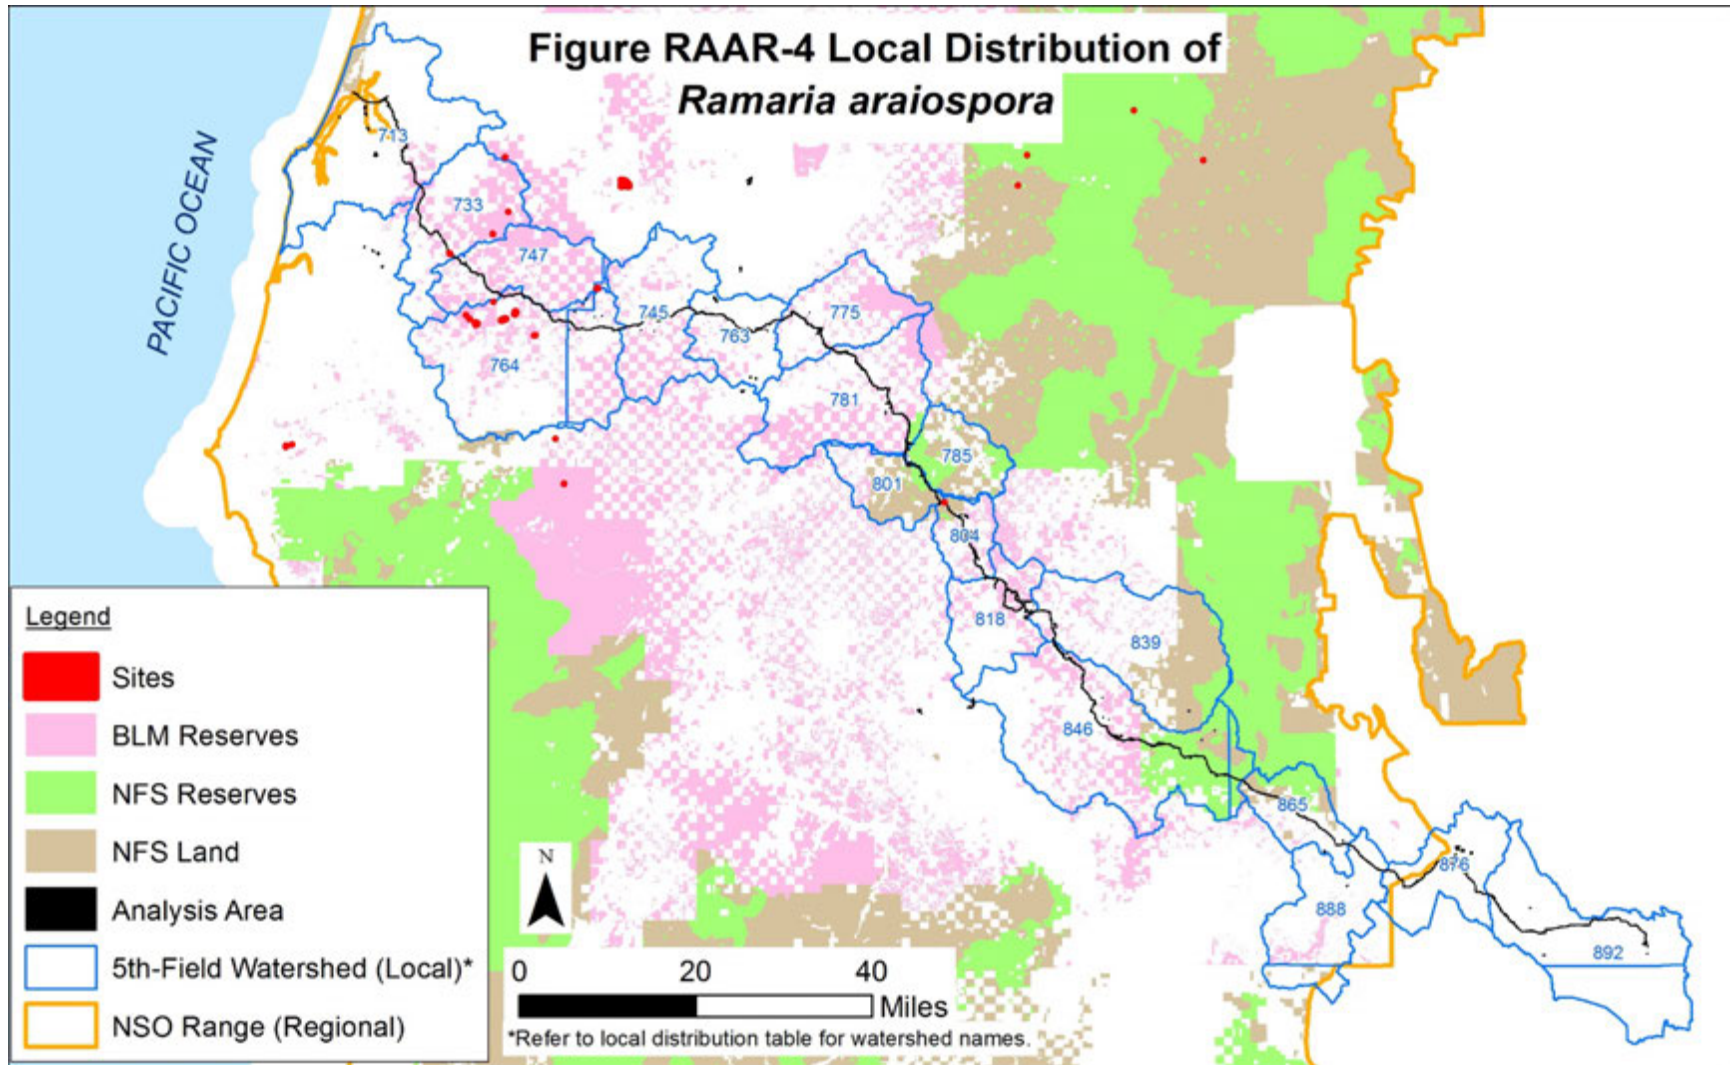 Figure RAAR-4 Local Distribution of
Ramaria araiospora
PACIFIC OCEAN
713
733
747
745
775
763
764
781
785
801
804
818
839
846
865
876
888
892
Legend
Sites
BLM Reserves
NFS Reserves
NFS Land
Analysis Area
5th-Field Watershed (Local)*
NSO Range (Regional)
N
0 20 40
Miles
*Refer to local distribution table for watershed names.